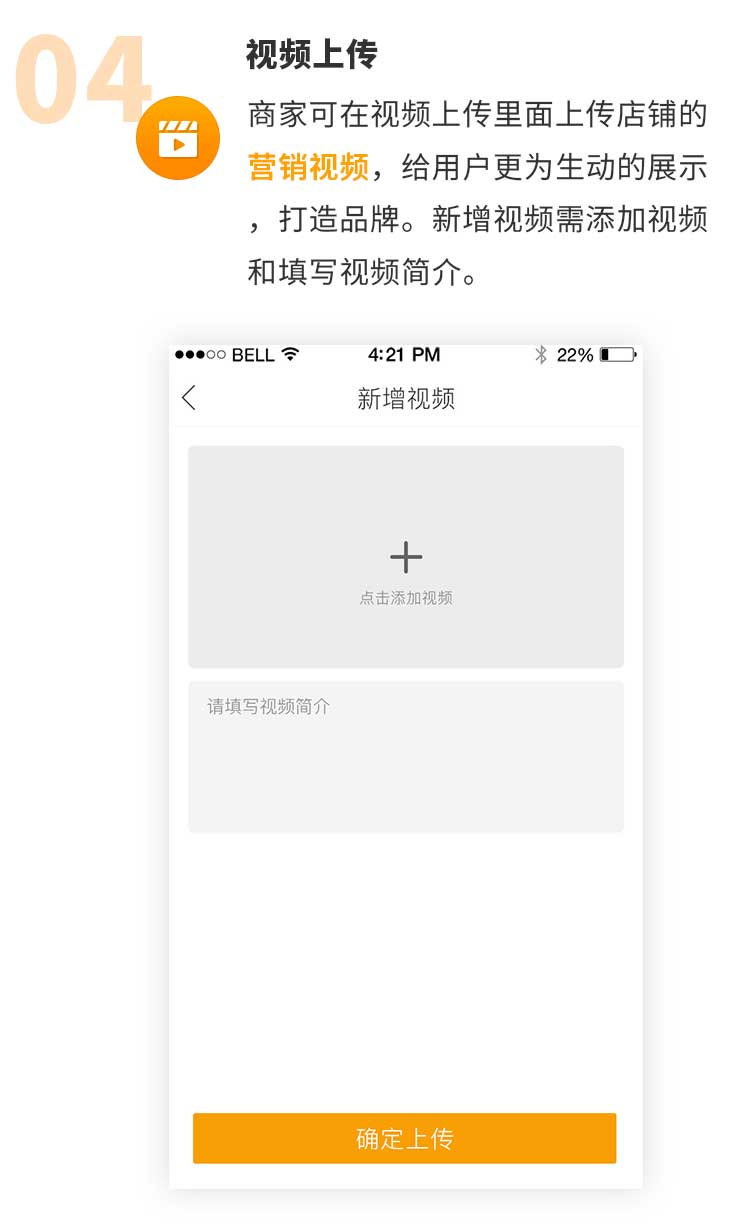 04
视频上传
商家可在视频上传里面上传店铺的
营销视频，给用户更为生动的展示
，打造品牌。新增视频需添加视频
和填写视频简介。
BELL 4:21 PM 22%
新增视频
点击添加视频
请填写视频简介
确定上传